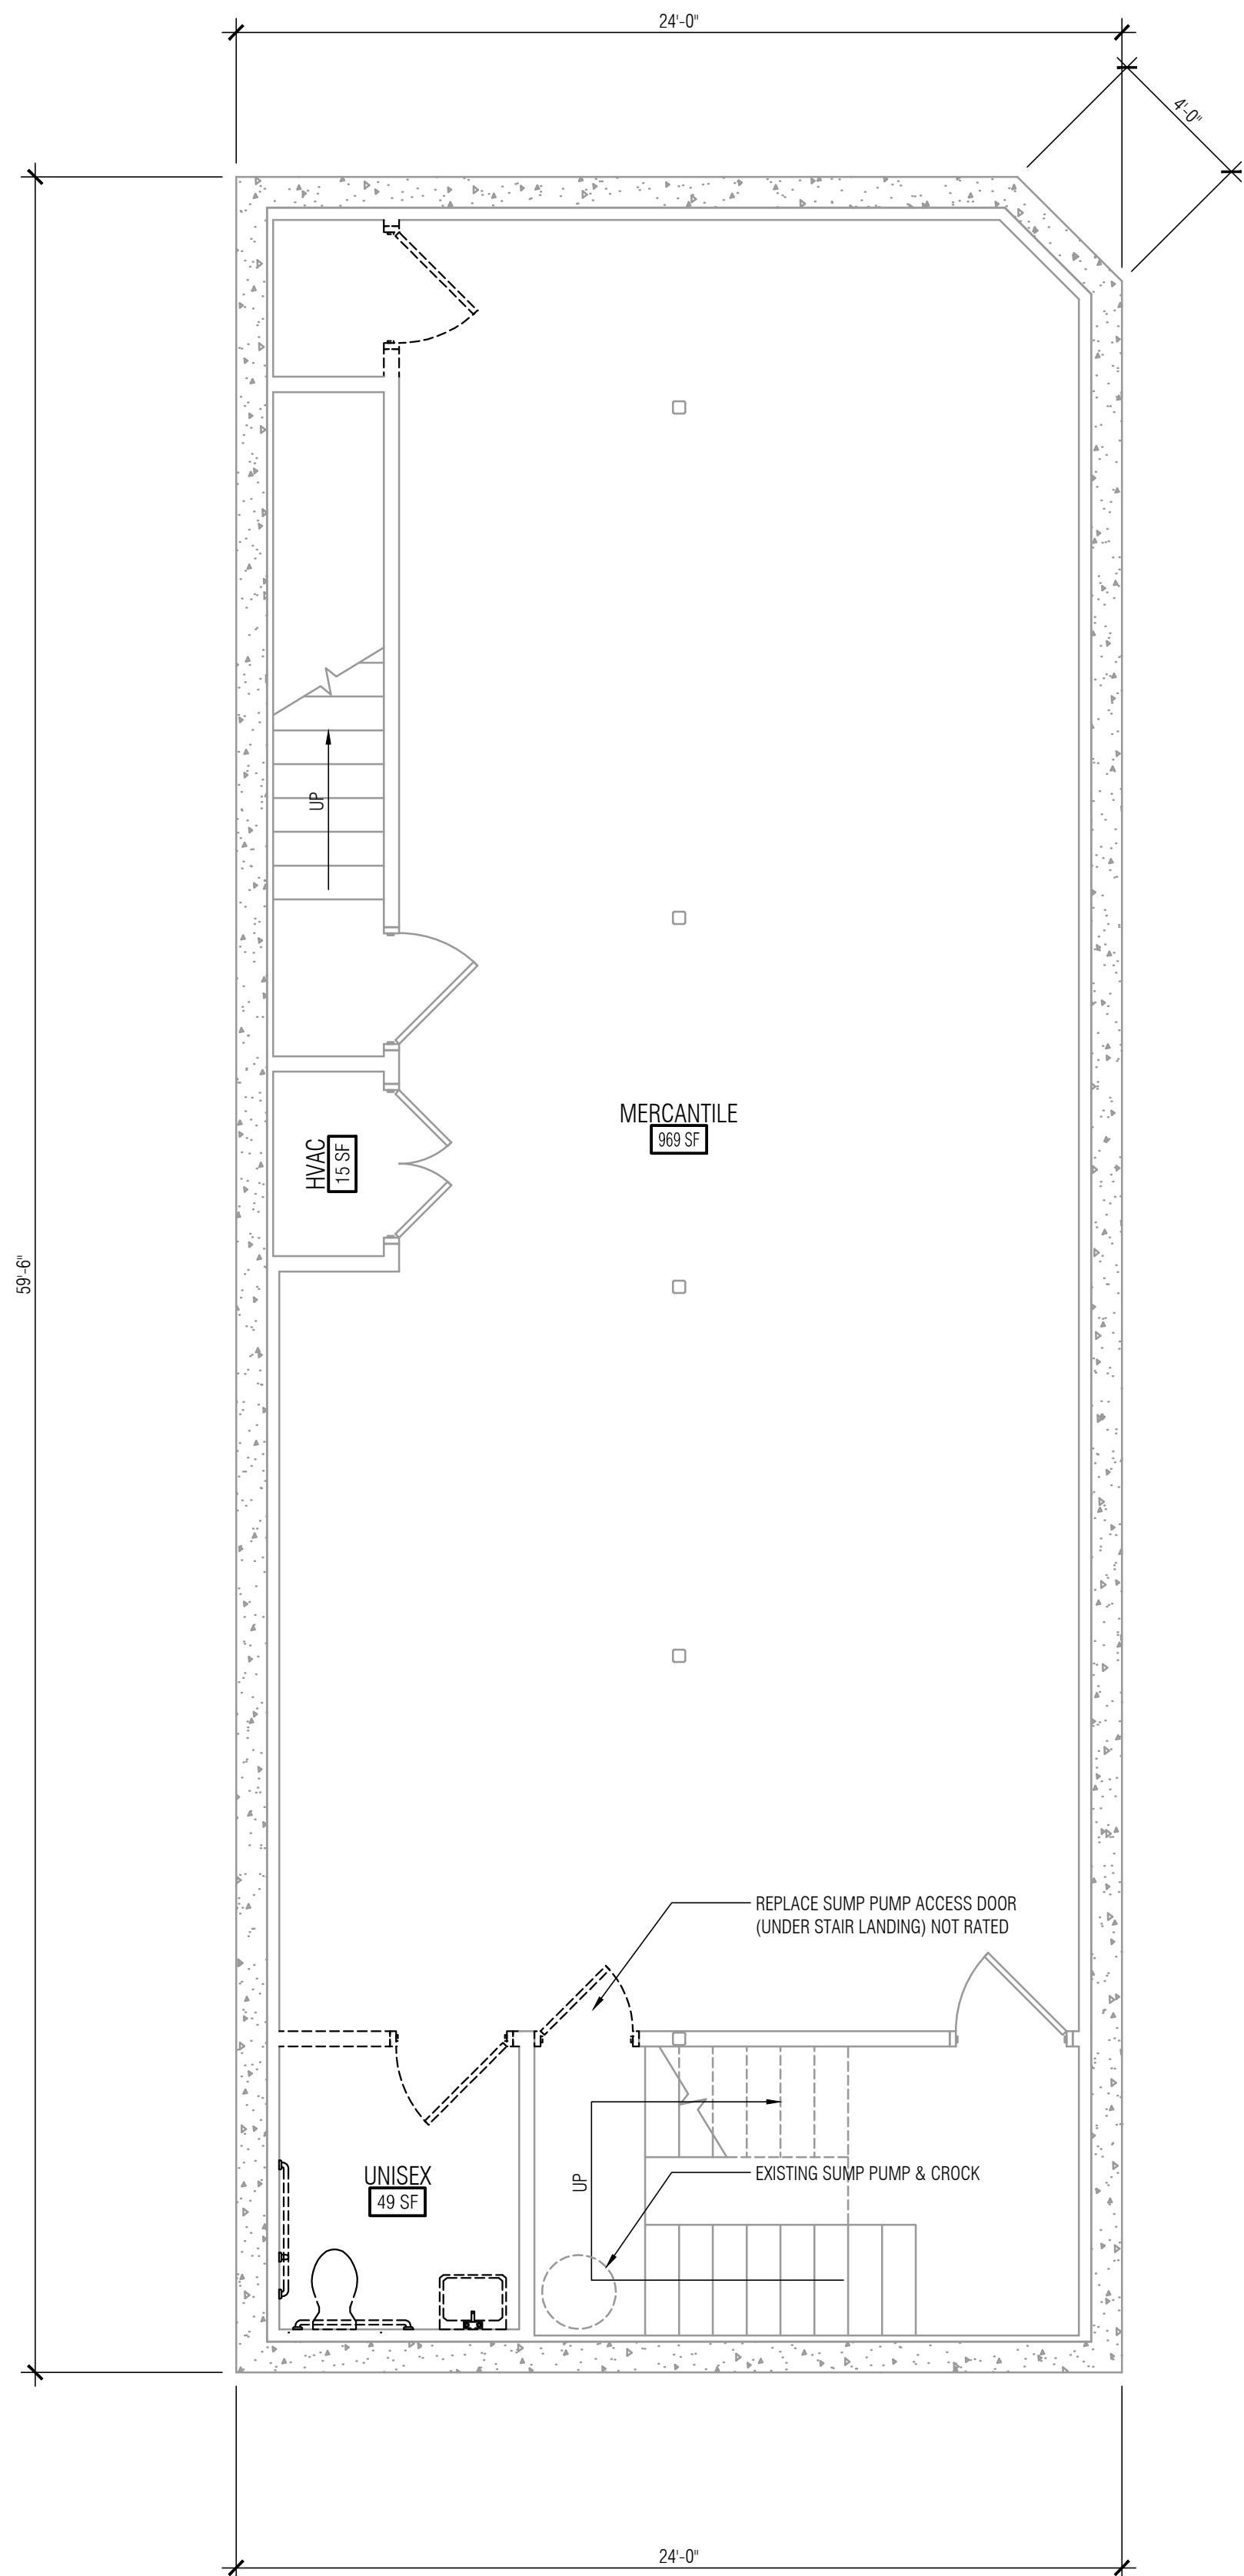 24'-0"
4'-0"
UP
MERCANTILE
969 SF
HVAC
15 SF
59'-6"
REPLACE SUMP PUMP ACCESS DOOR
(UNDER STAIR LANDING) NOT RATED
UNISEX
49 SF
UP
EXISTING SUMP PUMP & CROCK
24'-0"